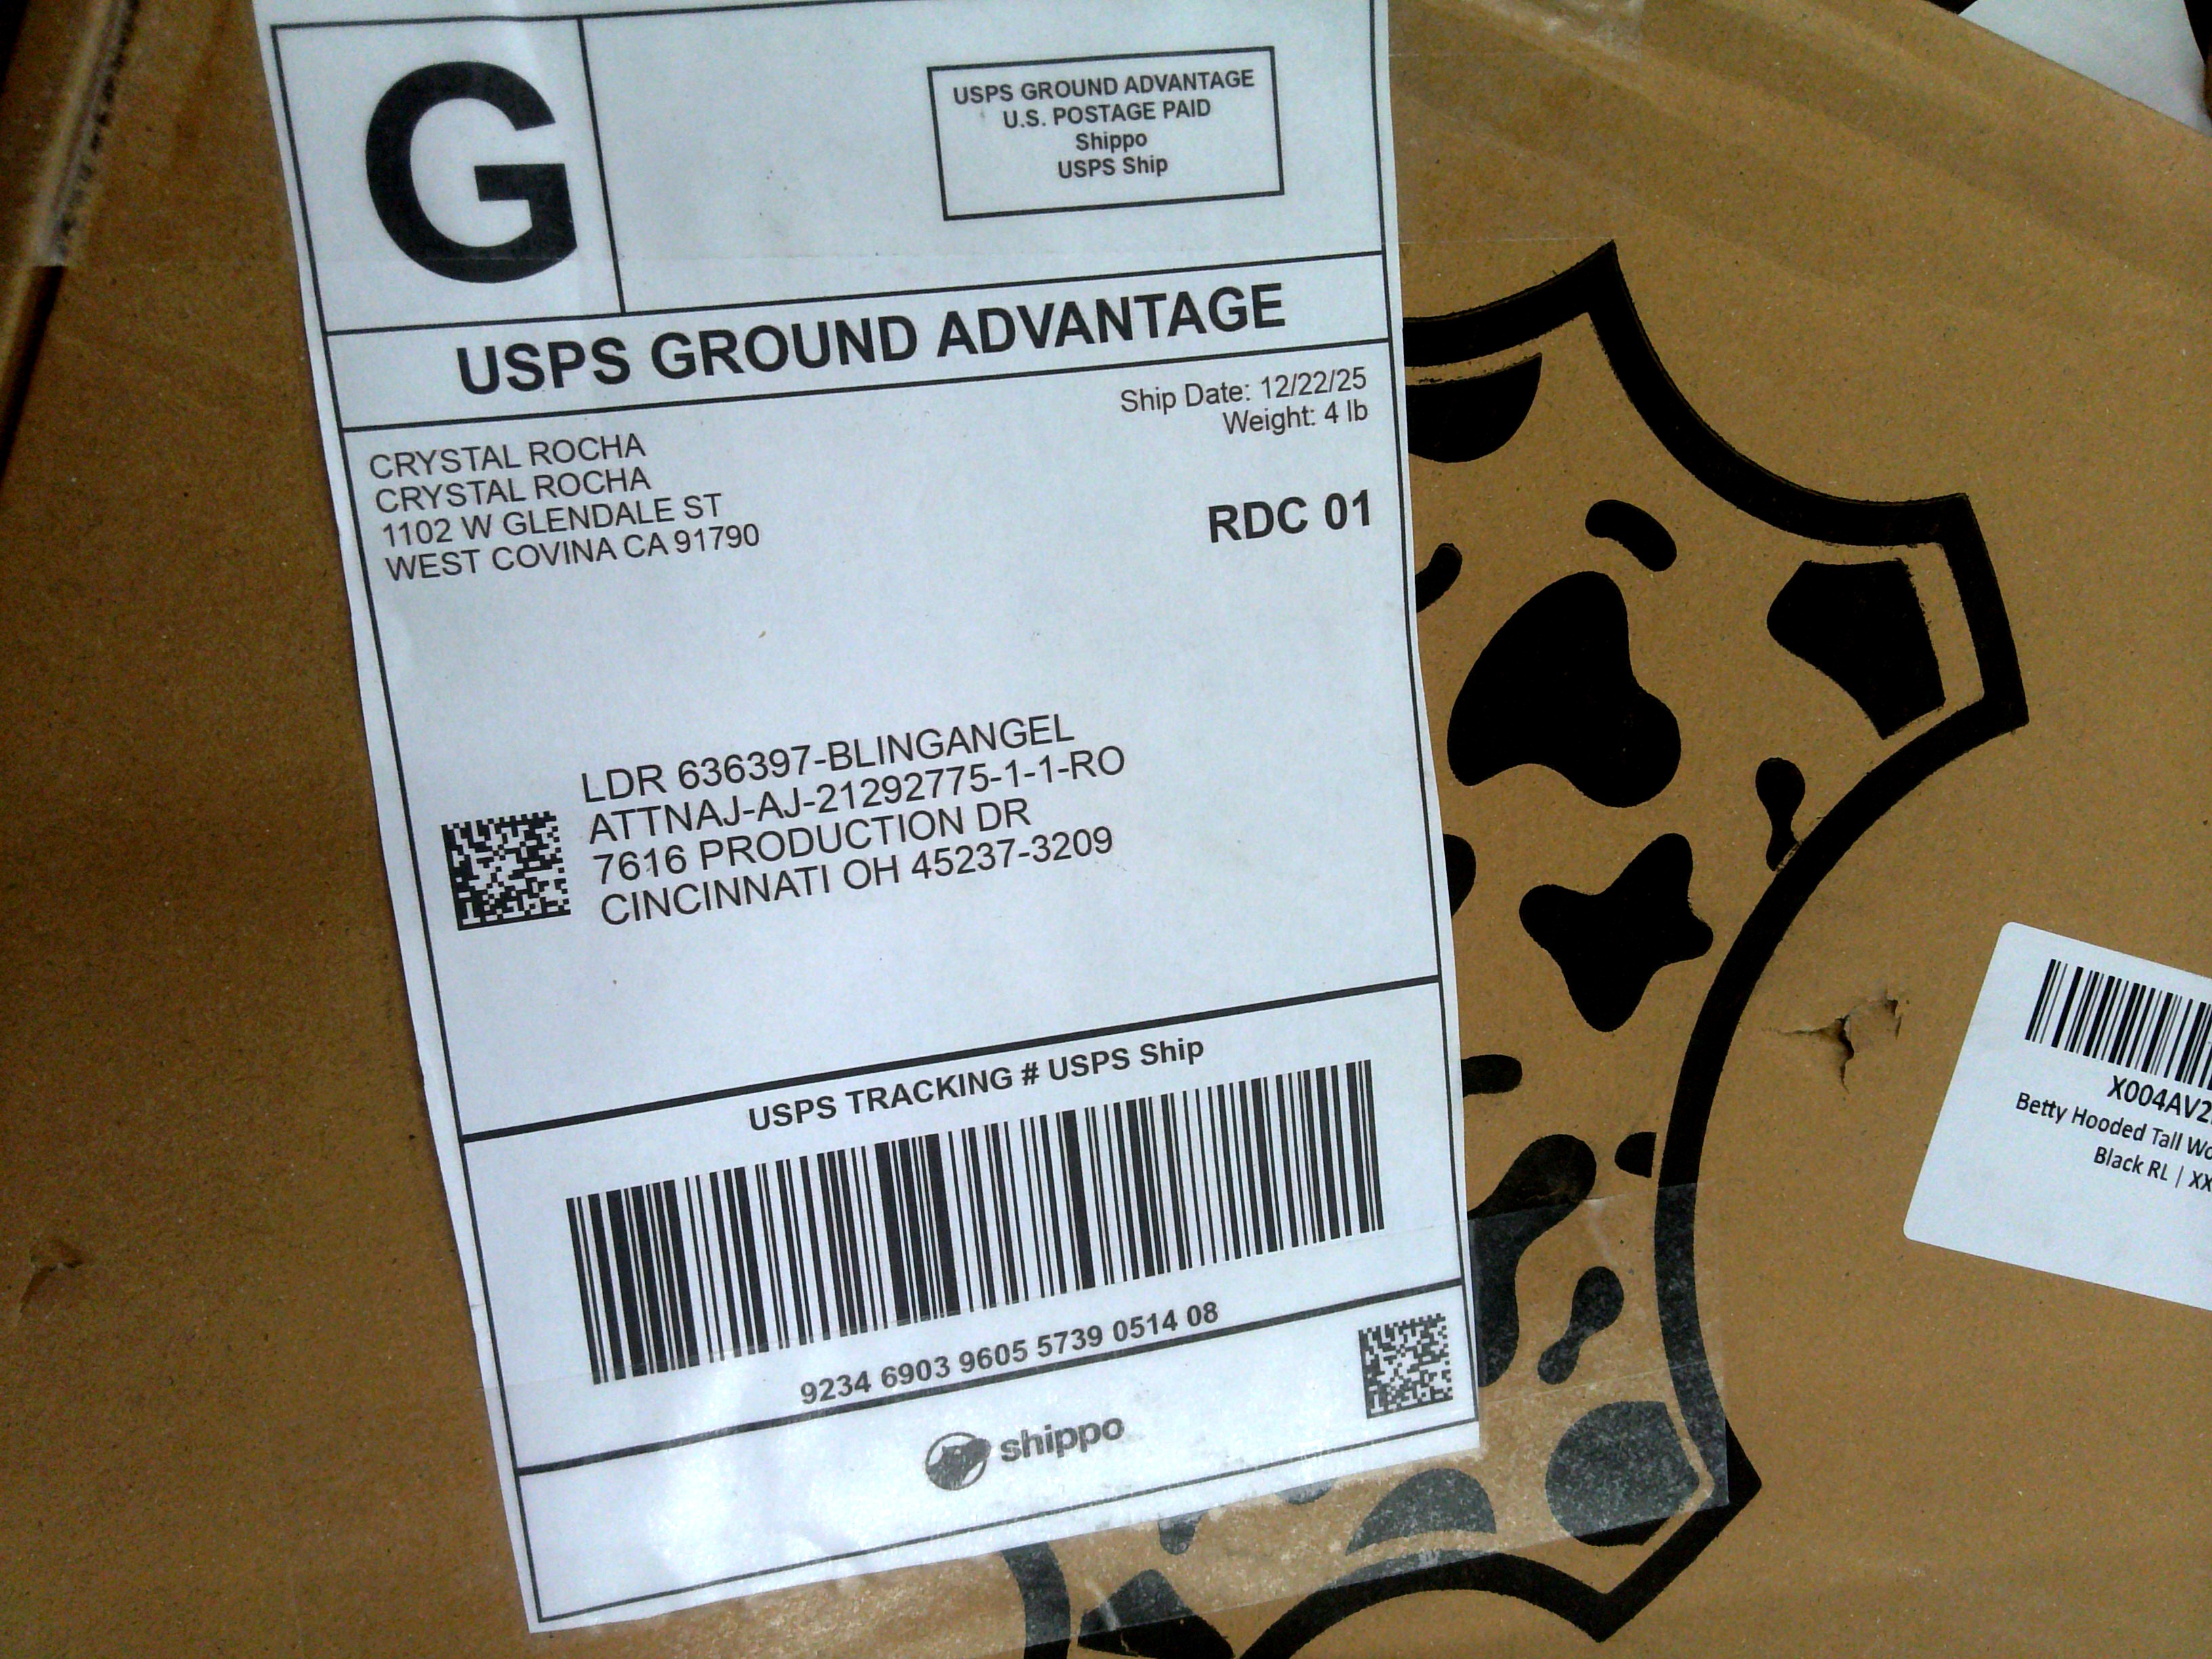 G
USPS GROUND ADVANTAGE
U.S. POSTAGE PAID
Shippo
USPS Ship
USPS GROUND ADVANTAGE
Ship Date: 12/22/25
Weight: 4 lb
CRYSTAL ROCHA
CRYSTAL ROCHA
1102 W GLENDALE ST
WEST COVINA CA 91790
RDC 01
LDR 636397-BLINGANGEL
ATTNAJ-AJ-21292775-1-1-RO
7616 PRODUCTION DR
CINCINNATI OH 45237-3209
USPS TRACKING # USPS Ship
9234 6903 9605 5739 0514 08
shippo
X004AV2
Betty Hooded Tall
Black RL | XX